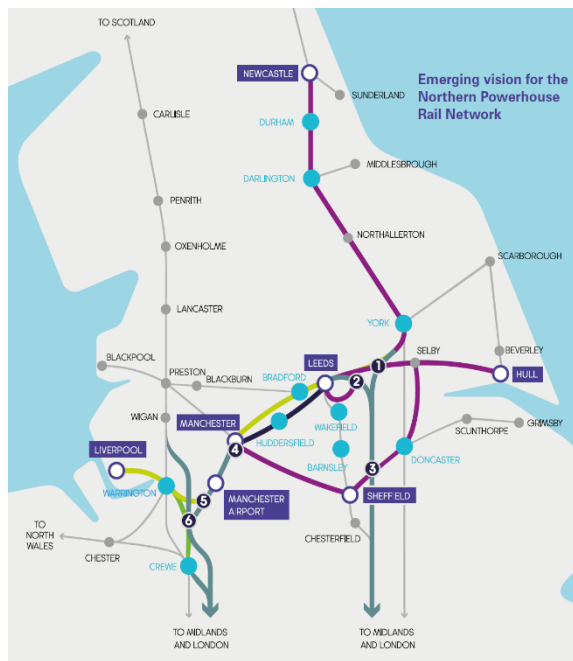 TO SCOTLAND
NEWCASTLE
Emerging vision for the
Northern Powerhouse
Rail Network
SUNDERLAND
CARLISLE
DURHAM
MIDDLESBROUGH
DARLINGTON
PENRITH
NORTHALLERTON
OXENHOLME
SCARBOROUGH
LANCASTER
YORK
BLACKPOOL
PRESTON
BLACKBURN
BRADFORD
LEEDS
1
SELBY
BEVERLEY
2
HULL
WIGAN
MANCHESTER
4
HUDDERSFIELD
WAKEFIELD
SCUNTHORPE
GRIMSBY
LIVERPOOL
BARNSLEY
3
DONCASTER
WARRINGTON
5
MANCHESTER
AIRPORT
SHEFF ELD
6
TO
NORTH
WALES
CHESTER
CHESTERFIELD
CREWE
TO MIDLANDS
AND LONDON
TO MIDLANDS
AND LONDON